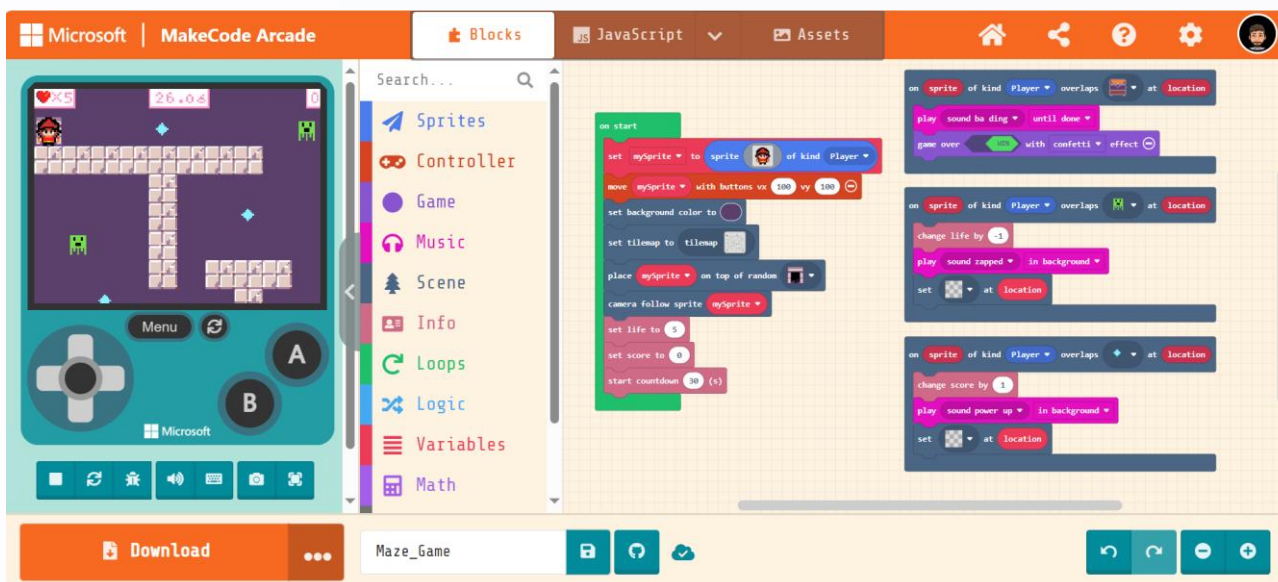 Microsoft | MakeCode Arcade
Blocks
JS JavaScript
Assets
X5
26.06
0
Menu
A
B
Microsoft
Search...
Sprites
Controller
Game
Music
Scene
Info
Loops
Logic
Variables
Math
on start
set mySprite to sprite of kind Player
move mySprite with buttons vx 100 vy 100
set background color to
set tilemap to tilemap
place mySprite on top of random
camera follow sprite mySprite
set life to 5
set score to 0
start countdown 30 (s)
on sprite of kind Player overlaps at location
play sound ba ding until done
game over WIN with confetti effect
on sprite of kind Player overlaps at location
change life by -1
play sound zapped in background
set at location
on sprite of kind Player overlaps at location
change score by 1
play sound power up in background
set at location
Download
Maze_Game